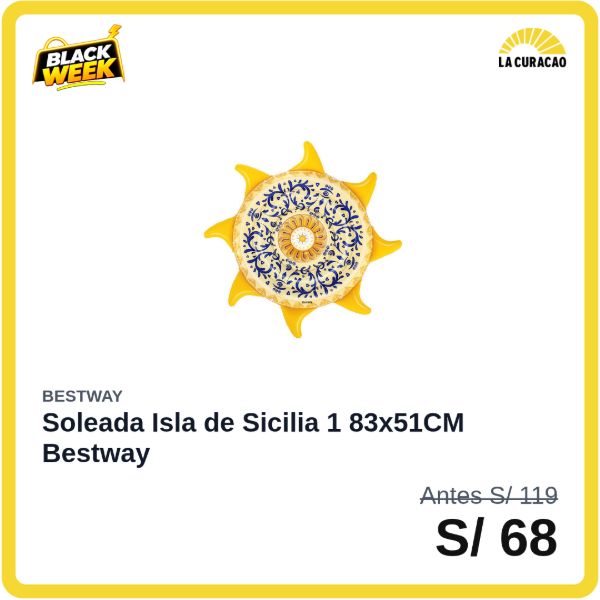 BLACK
WEEK
LA CURACAO
BESTWAY
Soleada Isla de Sicilia 1 83x51CM
Bestway
Antes S/ 119
S/ 68